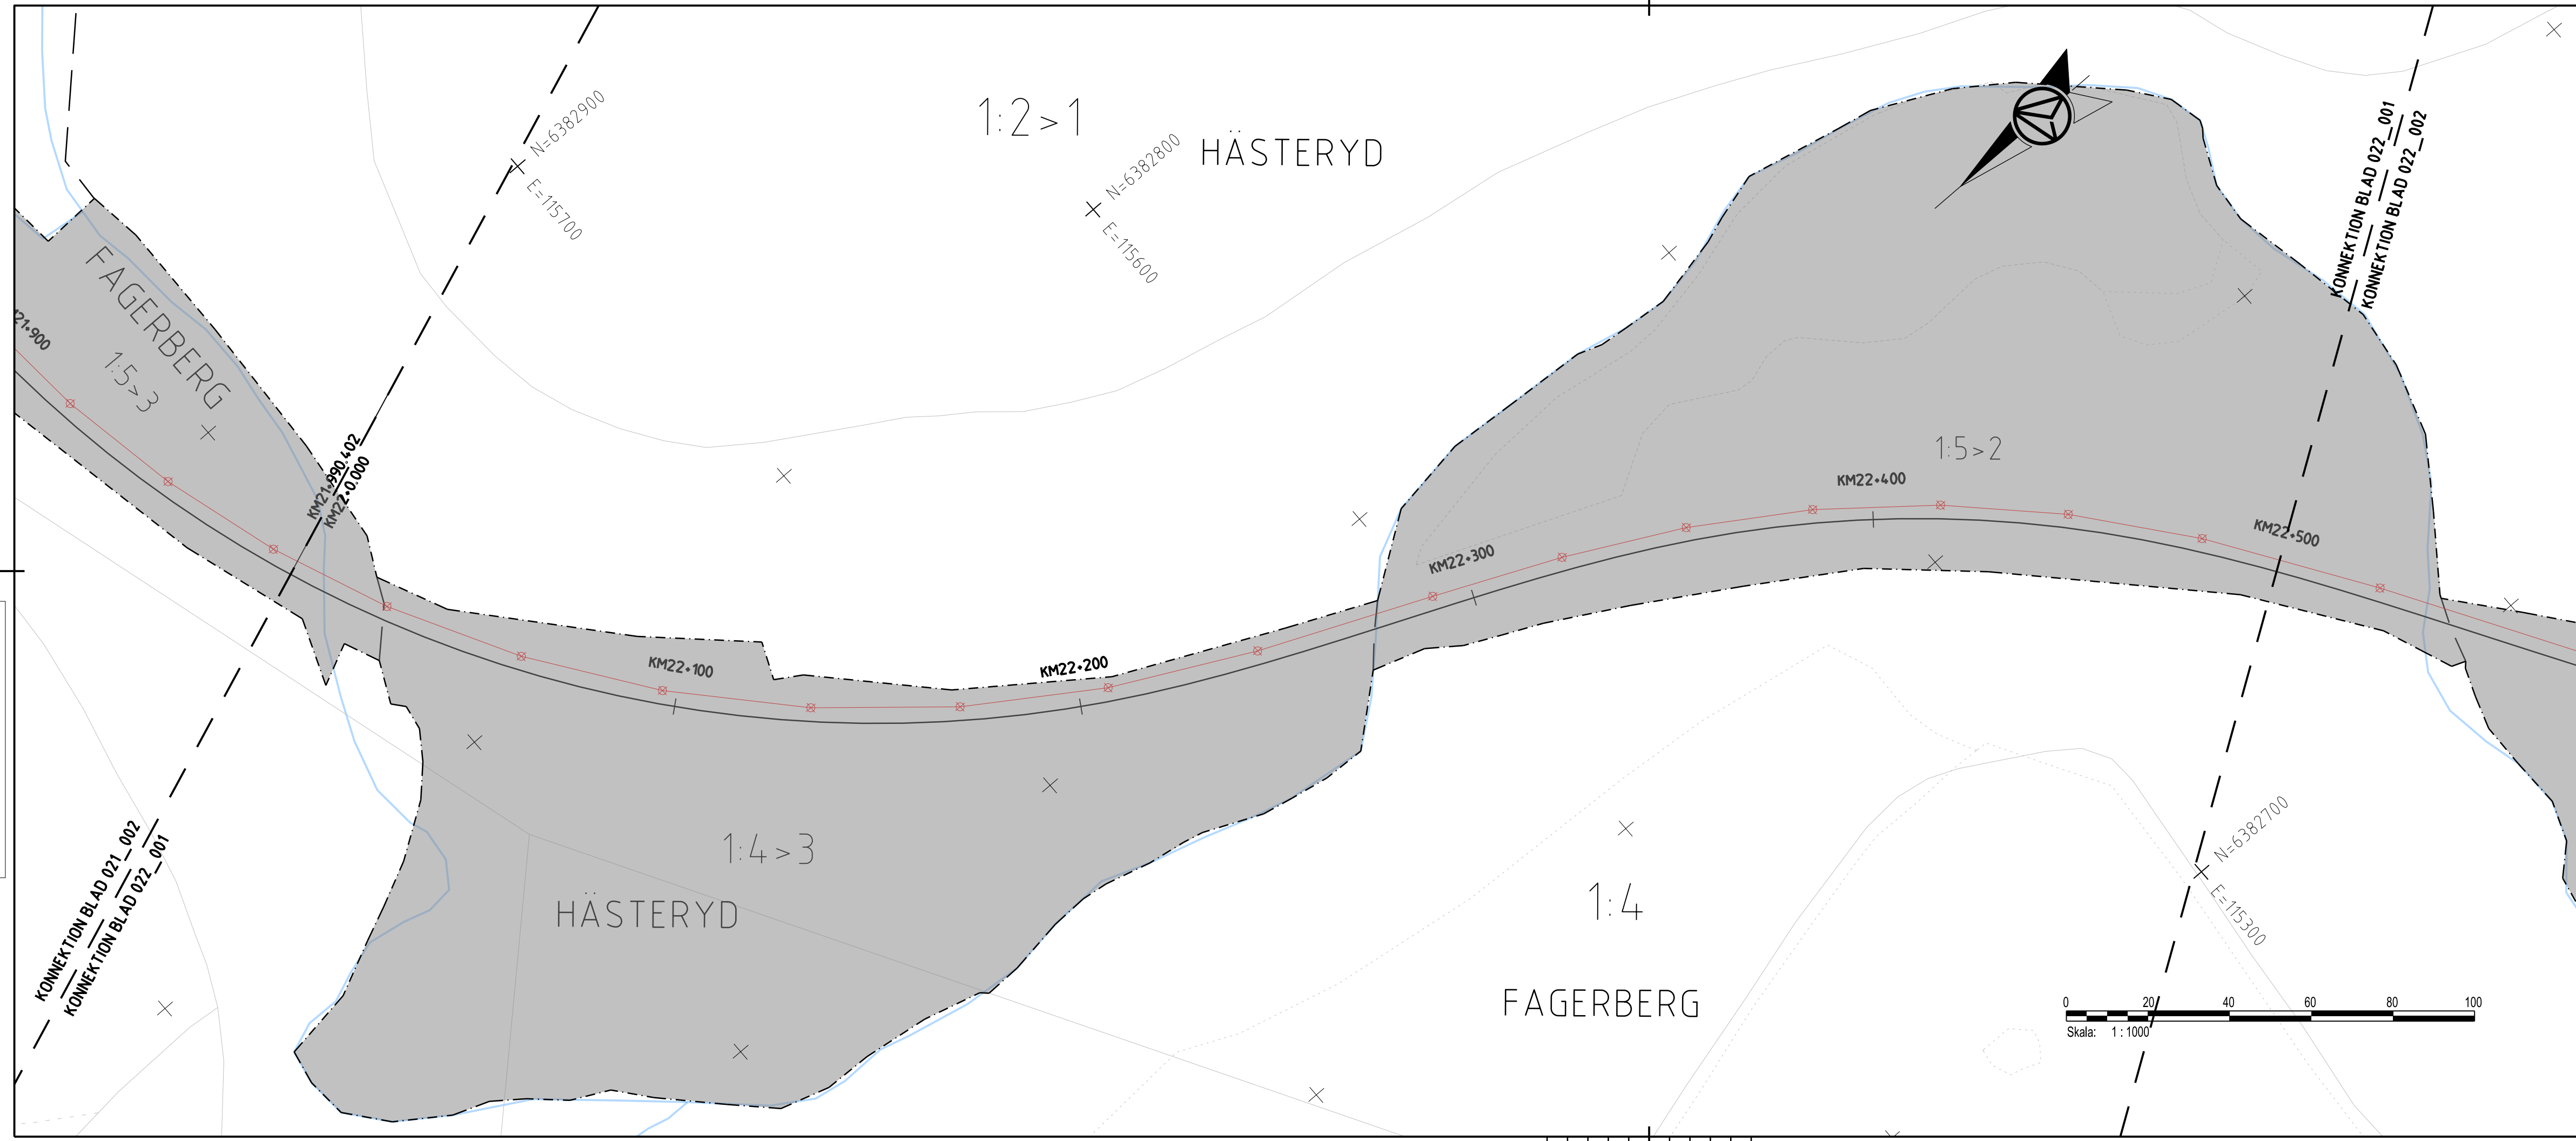 1:2>1
HÄSTERYD
N=6382900
E=115700
N=6382800
E=115600
KONNEKTION BLAD 022_001
KONNEKTION BLAD 022_002
FAGERBERG
1:5>3
21+900
KM21+990.402
KM22+0.000
1:5>2
KM22+400
KM22+300
KM22+500
KM22+100
KM22+200
1:4>3
HÄSTERYD
1:4
FAGERBERG
N=6382700
E=115300
KONNEKTION BLAD 021_002
KONNEKTION BLAD 022_001
0 20 40 60 80 100
Skala: 1:1000